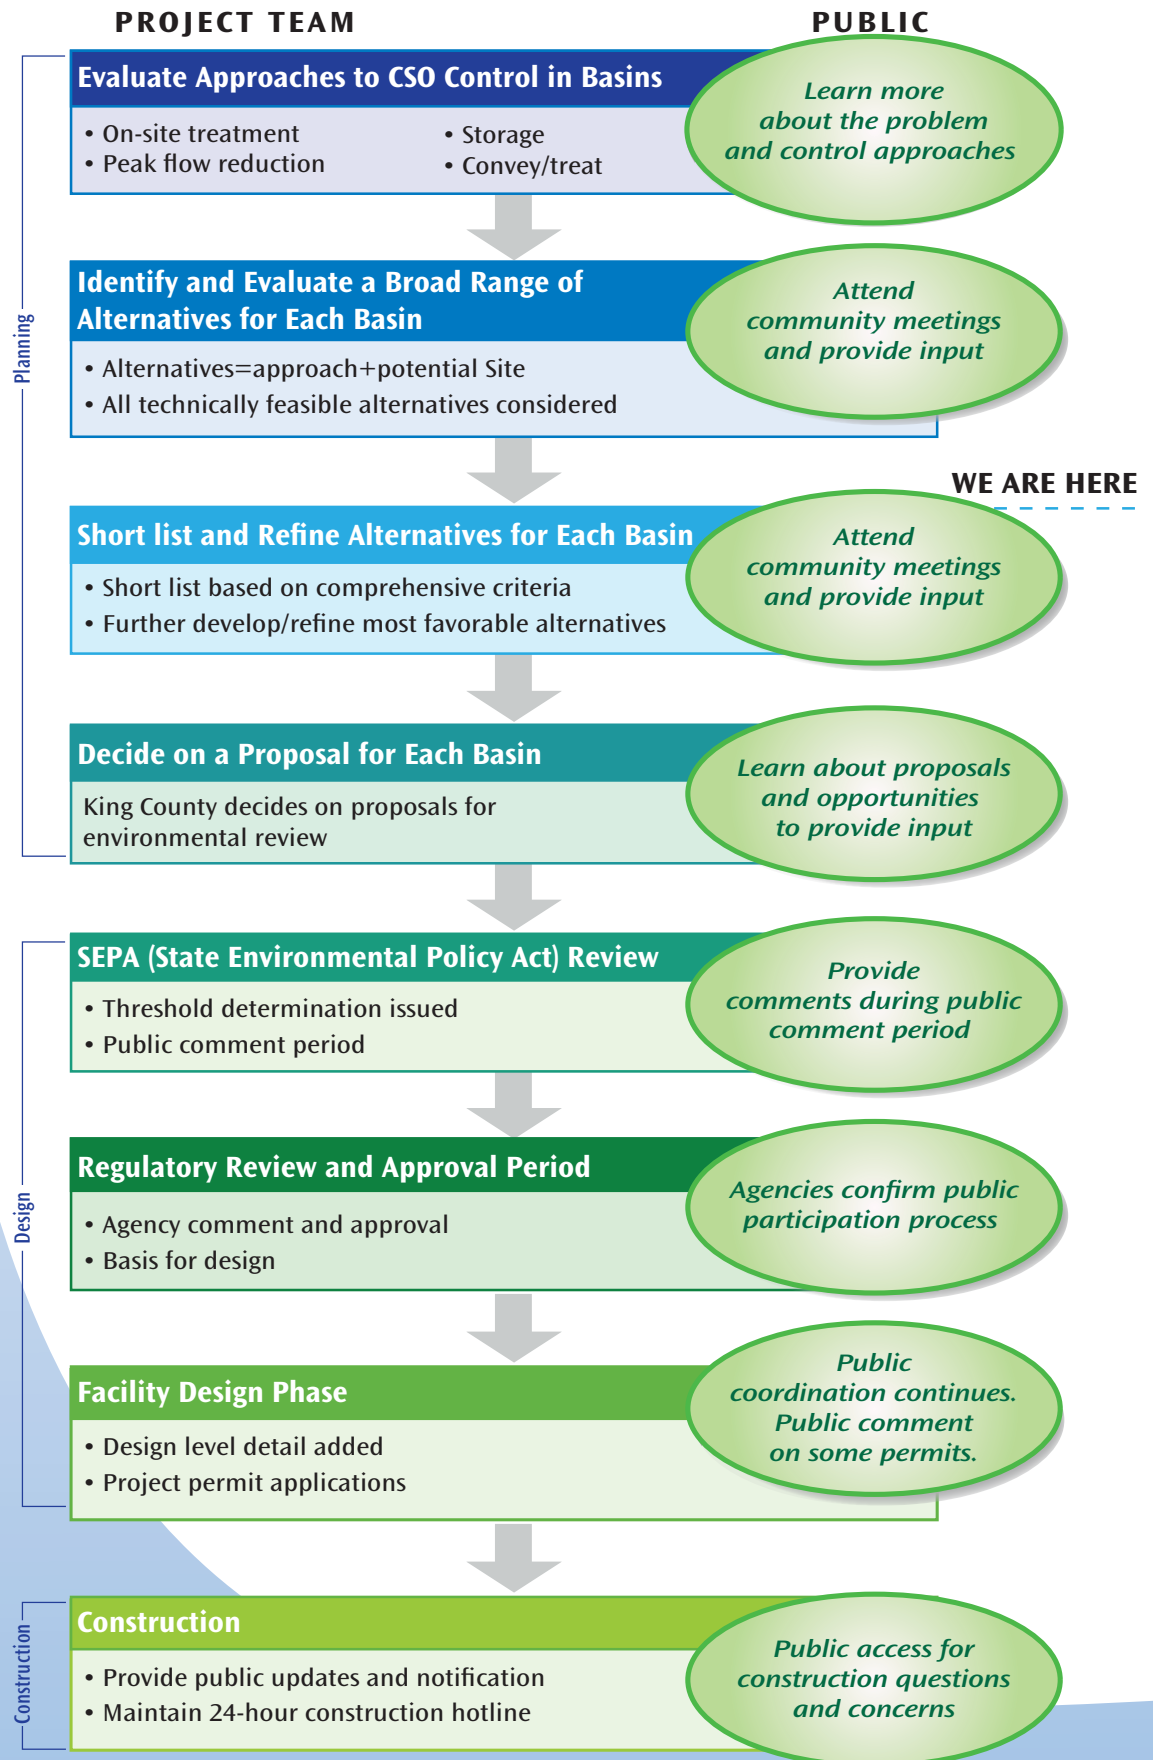 PROJECT TEAM
PUBLIC
Planning
Evaluate Approaches to CSO Control in Basins
• On-site treatment
• Peak flow reduction
• Storage
• Convey/treat
Learn more
about the problem
and control approaches
Identify and Evaluate a Broad Range of
Alternatives for Each Basin
• Alternatives=approach+potential Site
• All technically feasible alternatives considered
Attend
community meetings
and provide input
WE ARE HERE
Short list and Refine Alternatives for Each Basin
• Short list based on comprehensive criteria
• Further develop/refine most favorable alternatives
Attend
community meetings
and provide input
Decide on a Proposal for Each Basin
King County decides on proposals for
environmental review
Learn about proposals
and opportunities
to provide input
Design
SEPA (State Environmental Policy Act) Review
• Threshold determination issued
• Public comment period
Provide
comments during public
comment period
Regulatory Review and Approval Period
• Agency comment and approval
• Basis for design
Agencies confirm public
participation process
Facility Design Phase
• Design level detail added
• Project permit applications
Public
coordination continues.
Public comment
on some permits.
Construction
Construction
• Provide public updates and notification
• Maintain 24-hour construction hotline
Public access for
construction questions
and concerns